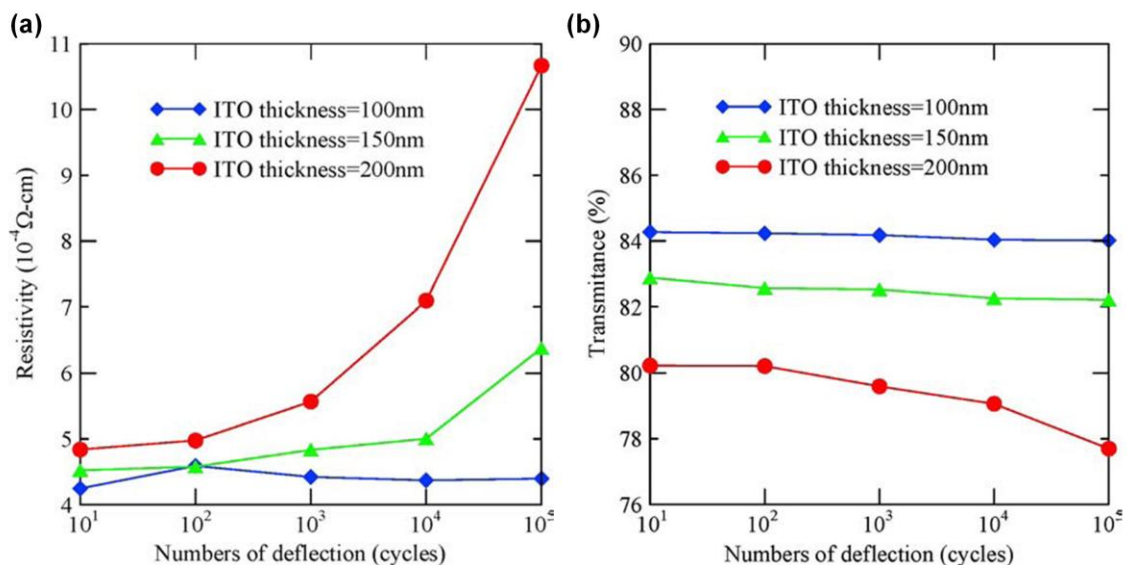 (a)
11
10
9
8
7
6
5
4
Resistivity (10⁻⁴Ω-cm)
ITO thickness=100nm
ITO thickness=150nm
ITO thickness=200nm
10¹ 10² 10³ 10⁴ 10⁵
Numbers of deflection (cycles)
(b)
90
88
86
84
82
80
78
76
Transmitance (%)
ITO thickness=100nm
ITO thickness=150nm
ITO thickness=200nm
10¹ 10² 10³ 10⁴ 10⁵
Numbers of deflection (cycles)